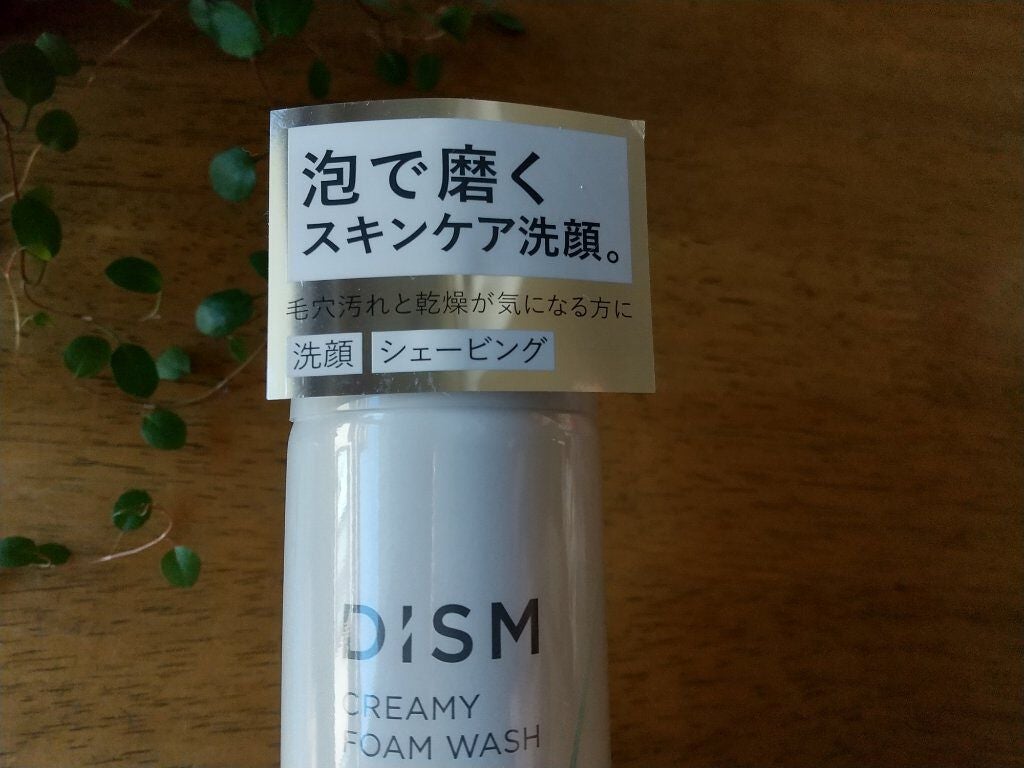 泡で磨く
スキンケア洗顔。
毛穴汚れと乾燥が気になる方に
洗顔 シェービング
DISM
CREAMY
FOAM WASH